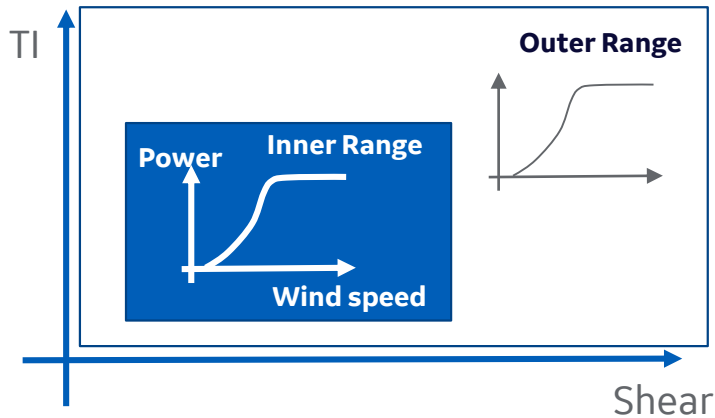 TI
Outer Range
Inner Range
Power
Wind speed
Shear